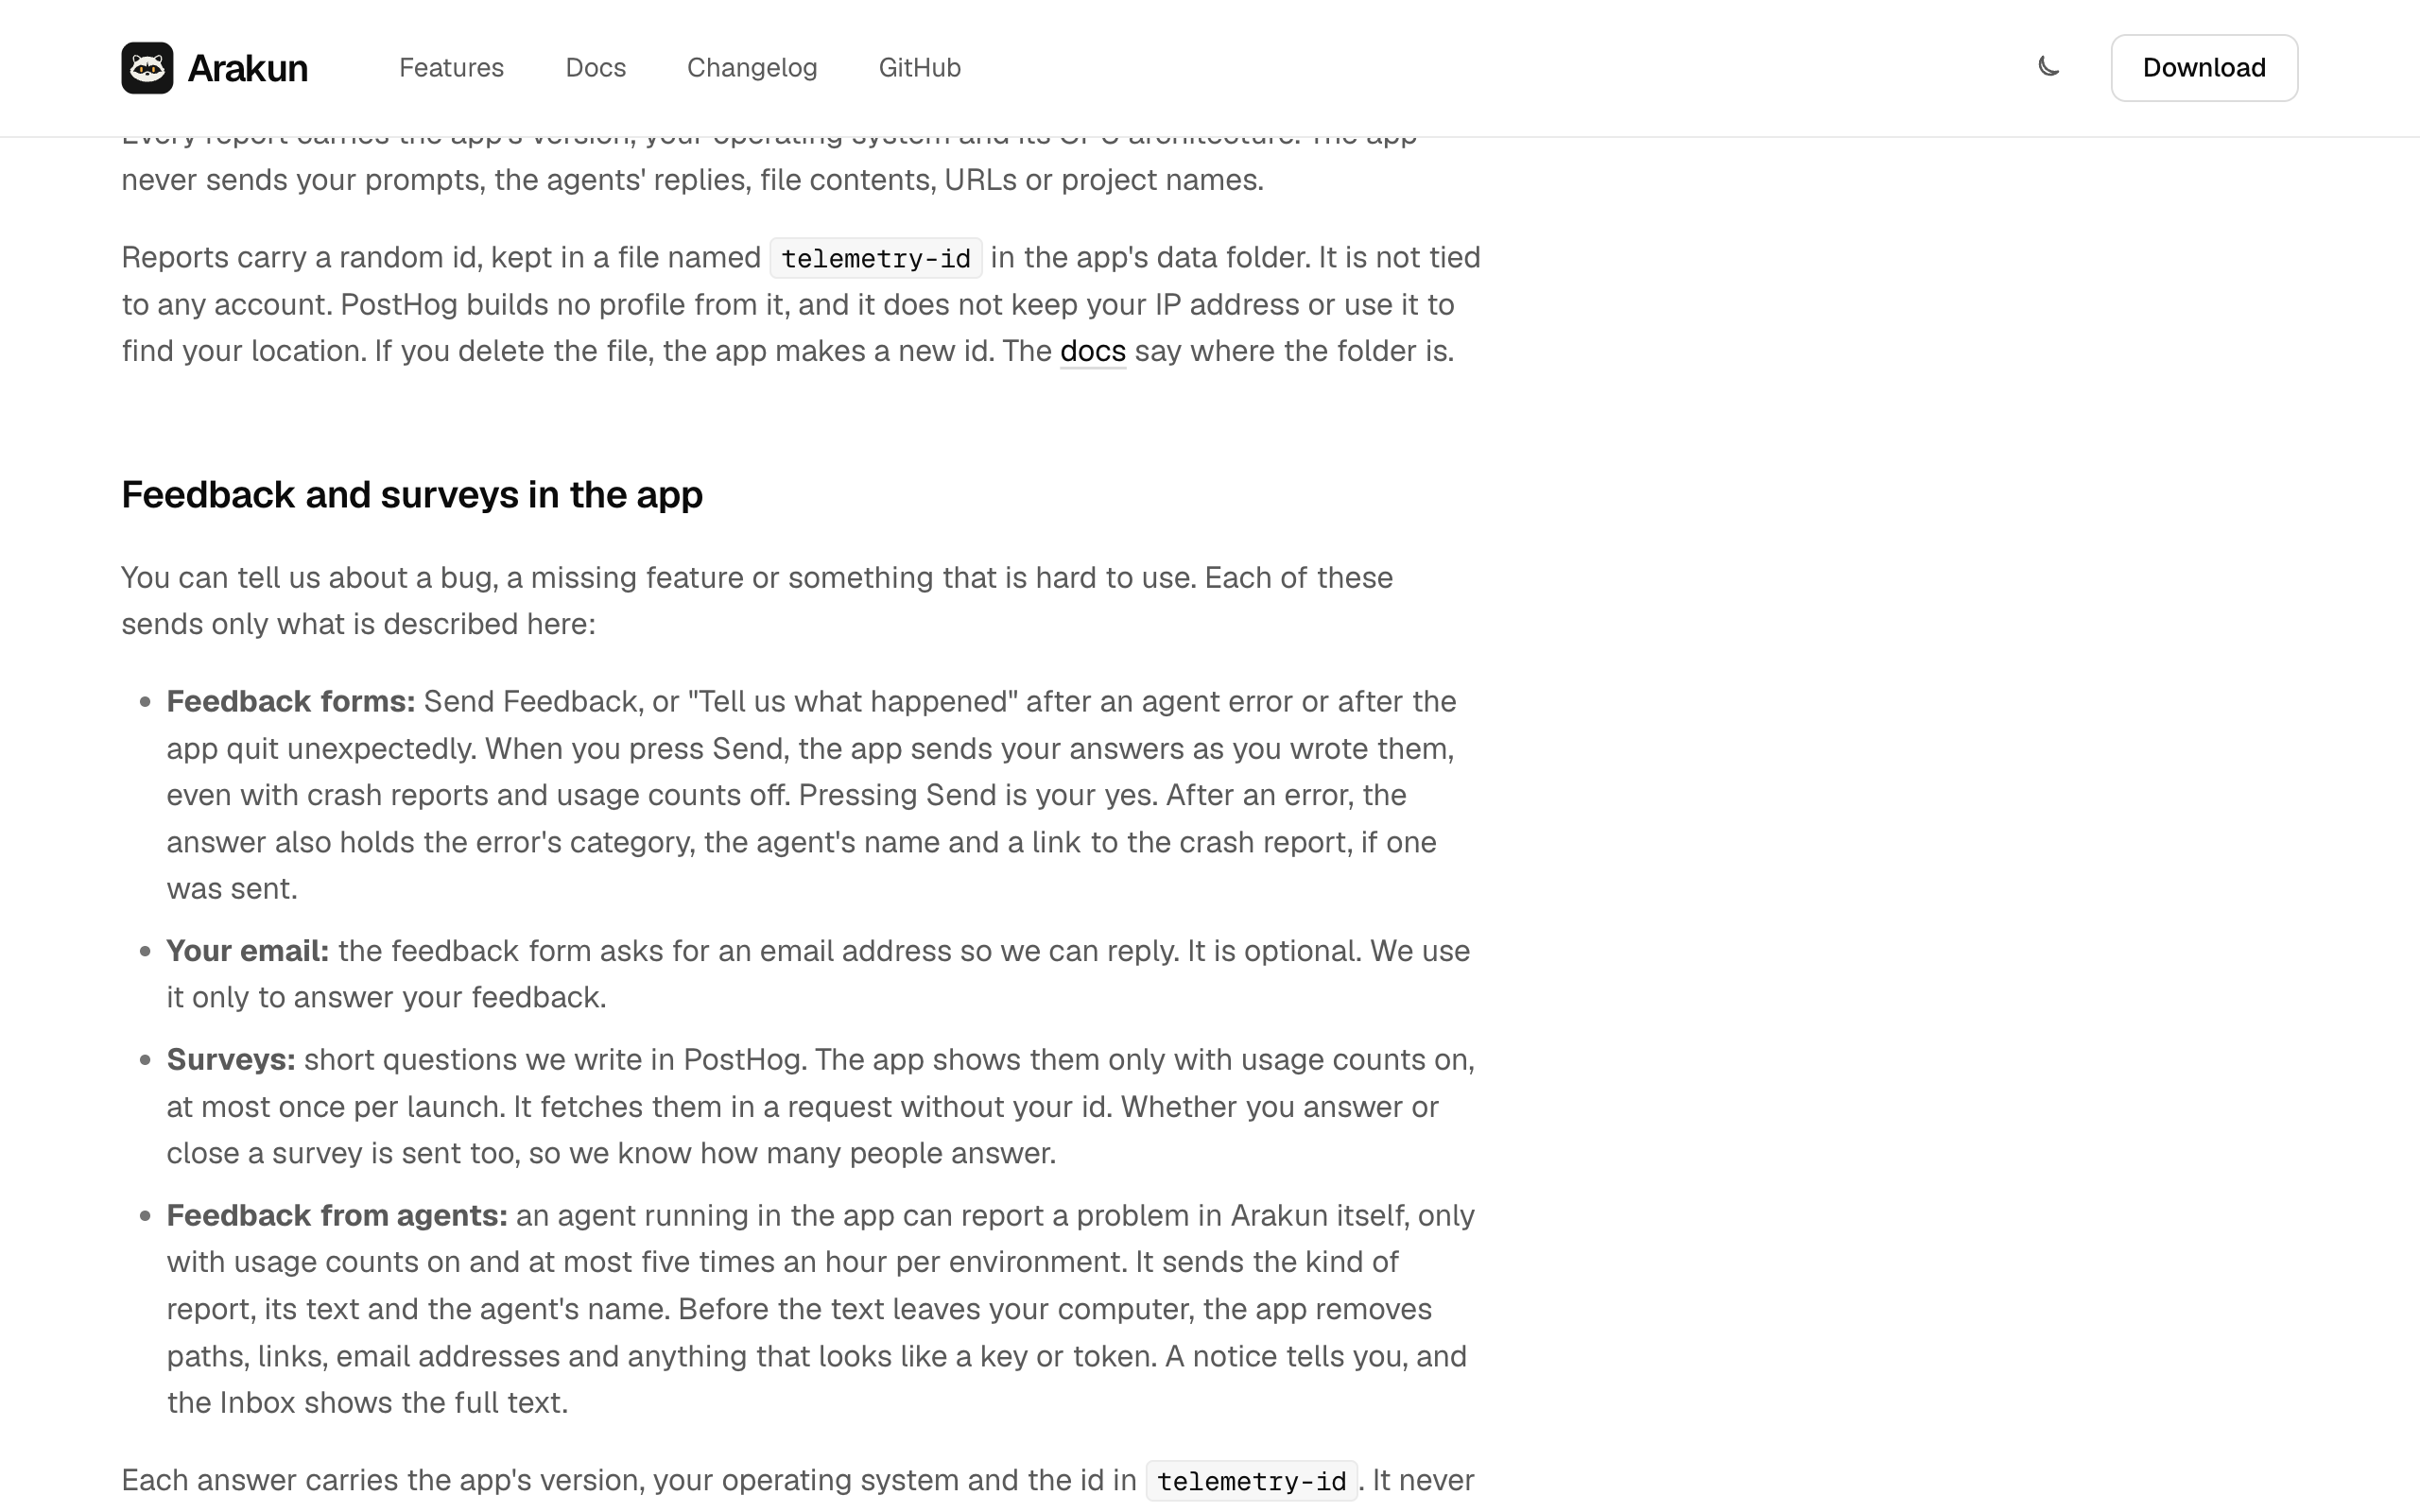 Arakun
Features
Docs
Changelog
GitHub
Download
Every report carries the app's version, your operating system and its CPU architecture. The app
never sends your prompts, the agents' replies, file contents, URLs or project names.
Reports carry a random id, kept in a file named telemetry-id in the app's data folder. It is not tied
to any account. PostHog builds no profile from it, and it does not keep your IP address or use it to
find your location. If you delete the file, the app makes a new id. The docs say where the folder is.
Feedback and surveys in the app
You can tell us about a bug, a missing feature or something that is hard to use. Each of these
sends only what is described here:
Feedback forms: Send Feedback, or "Tell us what happened" after an agent error or after the
app quit unexpectedly. When you press Send, the app sends your answers as you wrote them,
even with crash reports and usage counts off. Pressing Send is your yes. After an error, the
answer also holds the error's category, the agent's name and a link to the crash report, if one
was sent.
Your email: the feedback form asks for an email address so we can reply. It is optional. We use
it only to answer your feedback.
Surveys: short questions we write in PostHog. The app shows them only with usage counts on,
at most once per launch. It fetches them in a request without your id. Whether you answer or
close a survey is sent too, so we know how many people answer.
Feedback from agents: an agent running in the app can report a problem in Arakun itself, only
with usage counts on and at most five times an hour per environment. It sends the kind of
report, its text and the agent's name. Before the text leaves your computer, the app removes
paths, links, email addresses and anything that looks like a key or token. A notice tells you, and
the Inbox shows the full text.
Each answer carries the app's version, your operating system and the id in telemetry-id. It never